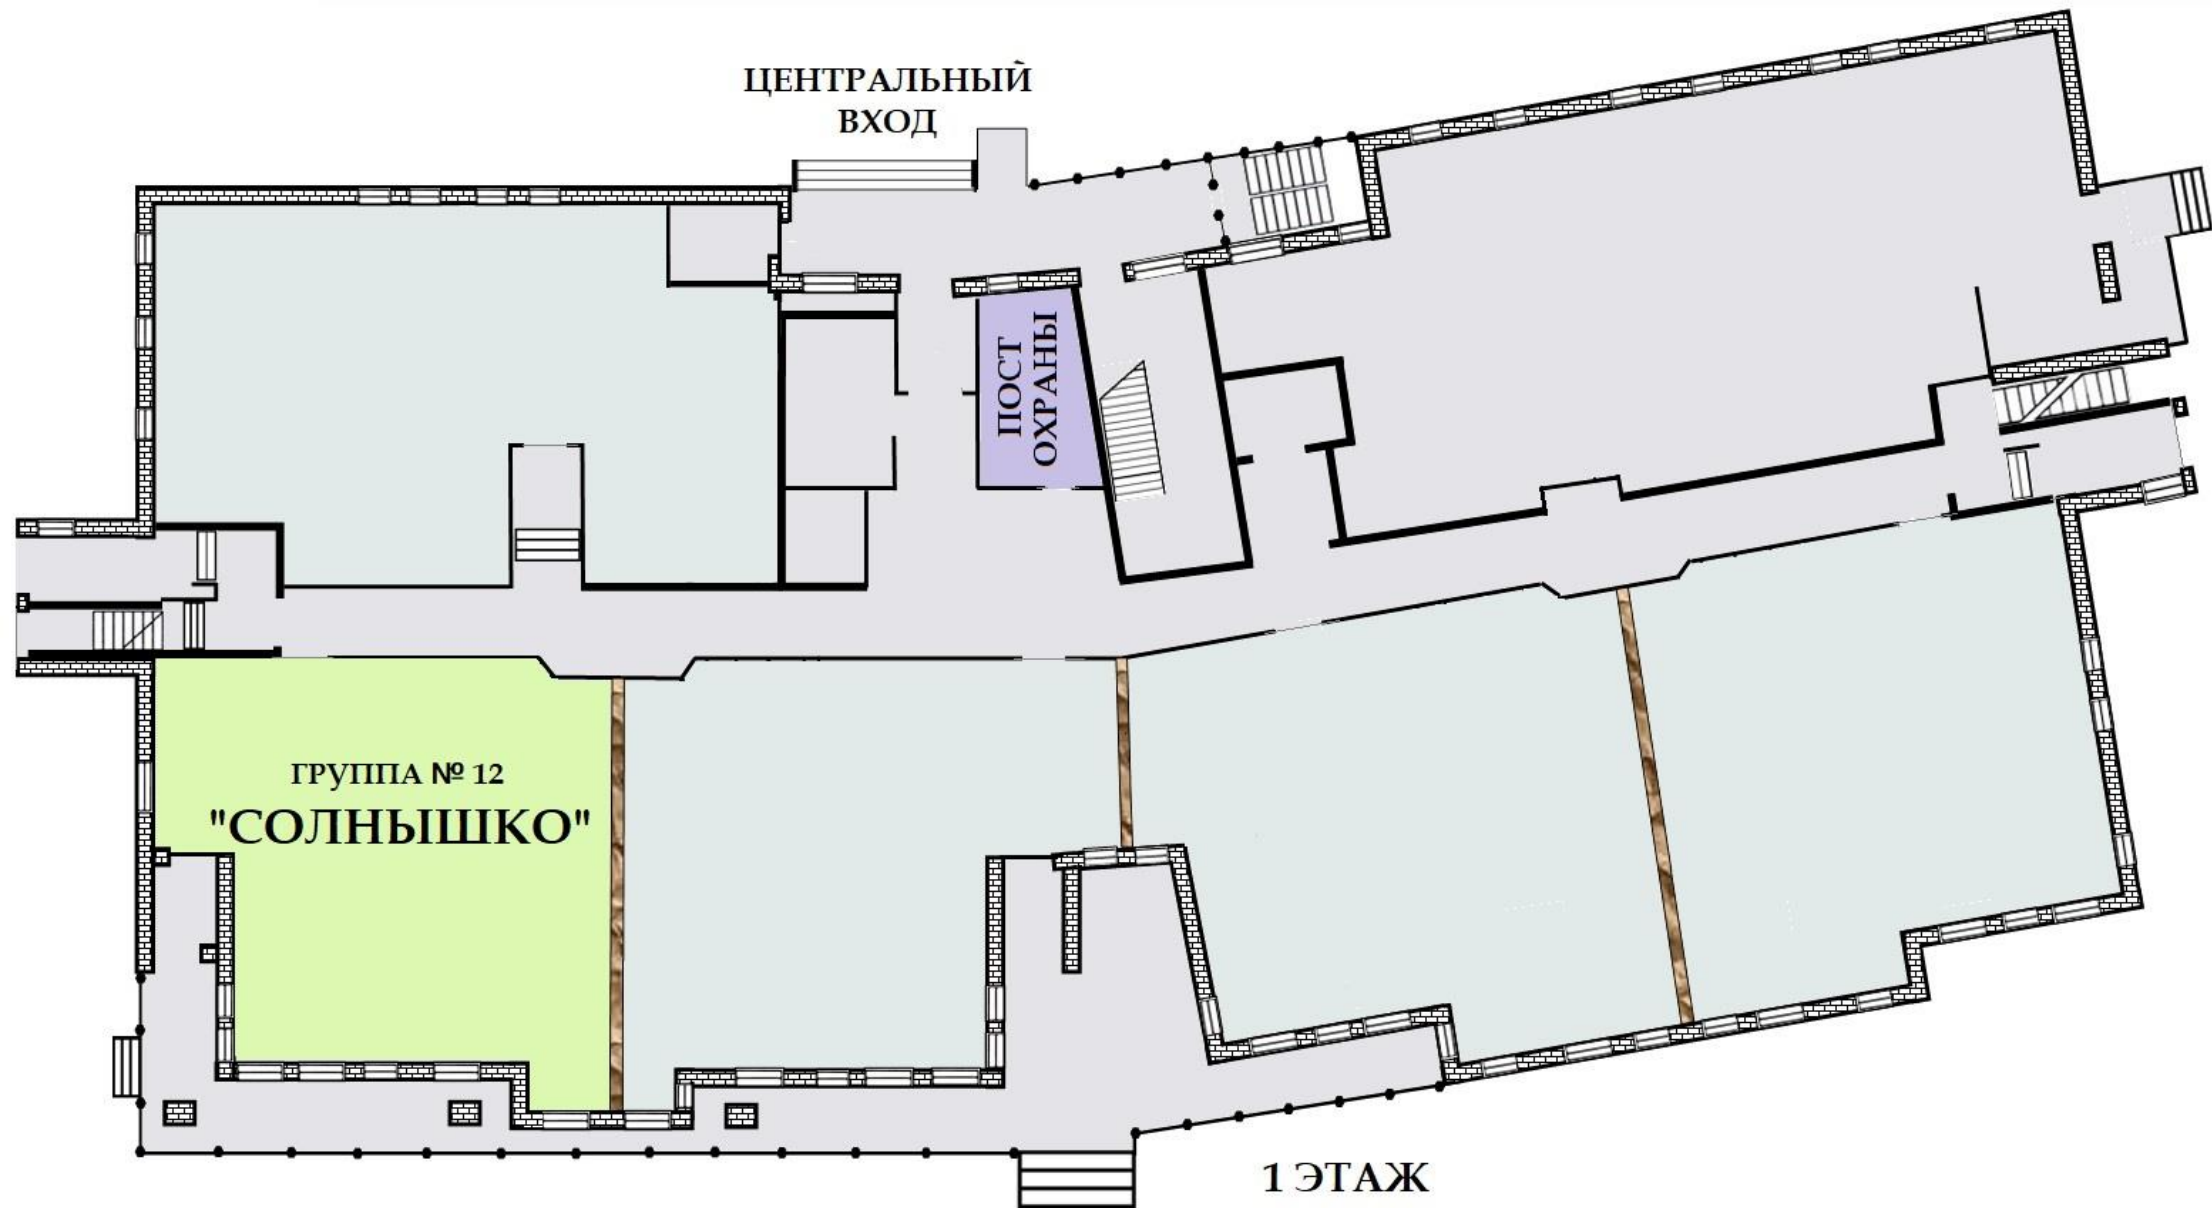 ЦЕНТРАЛЬНЫЙ
ВХОД
ПОСТ
ОХРАНЫ
ГРУППА № 12
"СОЛНЫШКО"
1 ЭТАЖ